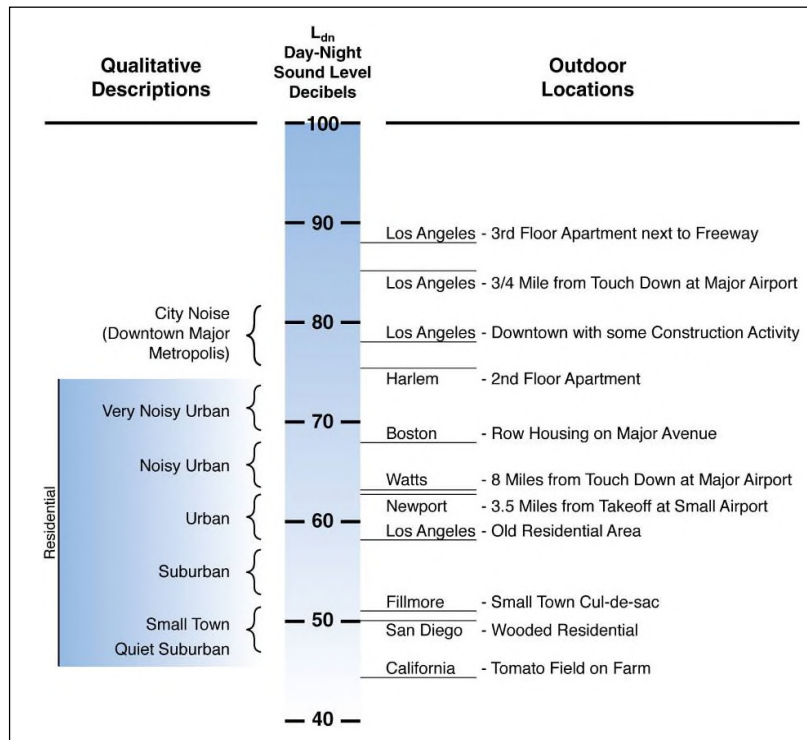 Qualitative
Descriptions
L dn
Day-Night
Sound Level
Decibels
Outdoor
Locations
100
90
Los Angeles - 3rd Floor Apartment next to Freeway
Los Angeles - 3/4 Mile from Touch Down at Major Airport
City Noise
(Downtown Major
Metropolis)
80
Los Angeles - Downtown with some Construction Activity
Harlem - 2nd Floor Apartment
Very Noisy Urban
70
Boston - Row Housing on Major Avenue
Noisy Urban
Watts - 8 Miles from Touch Down at Major Airport
Newport - 3.5 Miles from Takeoff at Small Airport
Urban
60
Los Angeles - Old Residential Area
Residential
Suburban
Fillmore - Small Town Cul-de-sac
Small Town
50
San Diego - Wooded Residential
Quiet Suburban
California - Tomato Field on Farm
40